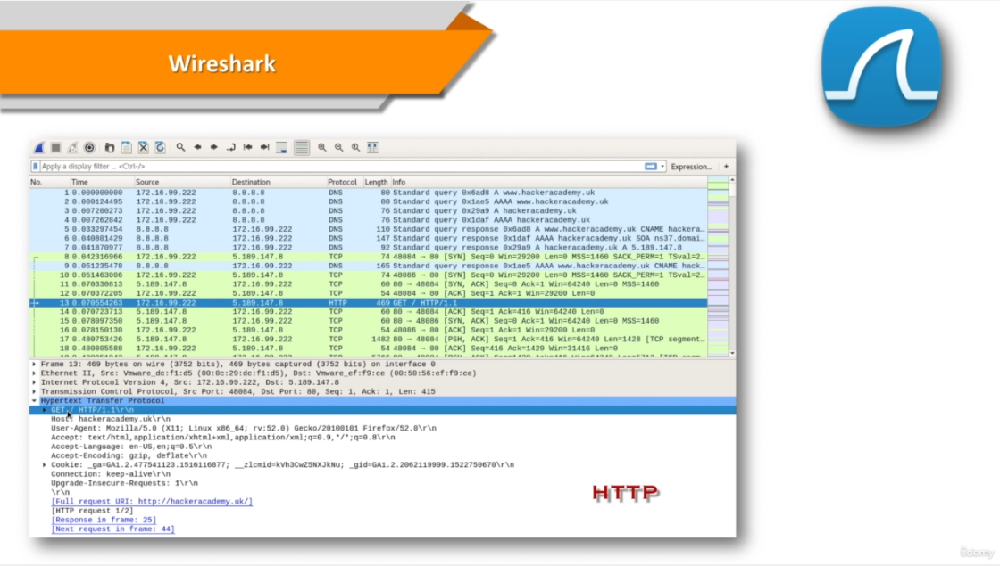 Wireshark
Apply a display filter ... <Ctrl-/>
Expression...
+
No. Time Source Destination Protocol Length Info
1 0.000000000 172.16.99.222 8.8.8.8 DNS 80 Standard query 0x6ad8 A www.hackeracademy.uk
2 0.000124495 172.16.99.222 8.8.8.8 DNS 80 Standard query 0x1ae5 AAAA www.hackeracademy.uk
3 0.007200273 172.16.99.222 8.8.8.8 DNS 76 Standard query 0x29a9 A hackeracademy.uk
4 0.007262842 172.16.99.222 8.8.8.8 DNS 76 Standard query 0x1daf AAAA hackeracademy.uk
5 0.033297454 8.8.8.8 172.16.99.222 DNS 110 Standard query response 0x6ad8 A www.hackeracademy.uk CNAME hackera...
6 0.040801429 8.8.8.8 172.16.99.222 DNS 147 Standard query response 0x1daf AAAA hackeracademy.uk SOA ns37.domai...
7 0.041870977 8.8.8.8 172.16.99.222 DNS 92 Standard query response 0x29a9 A hackeracademy.uk A 5.189.147.8
8 0.042316966 172.16.99.222 5.189.147.8 TCP 74 48084 → 80 [SYN] Seq=0 Win=29200 Len=0 MSS=1460 SACK_PERM=1 TSval=2...
9 0.051235478 8.8.8.8 172.16.99.222 DNS 165 Standard query response 0x1ae5 AAAA www.hackeracademy.uk CNAME hack...
10 0.051463006 172.16.99.222 5.189.147.8 TCP 74 48086 → 80 [SYN] Seq=0 Win=29200 Len=0 MSS=1460 SACK_PERM=1 TSval=2...
11 0.070330813 5.189.147.8 172.16.99.222 TCP 60 80 → 48084 [SYN, ACK] Seq=0 Ack=1 Win=64240 Len=0 MSS=1460
12 0.070372205 172.16.99.222 5.189.147.8 TCP 54 48084 → 80 [ACK] Seq=1 Ack=1 Win=29200 Len=0
13 0.070554263 172.16.99.222 5.189.147.8 HTTP 469 GET / HTTP/1.1
14 0.070723713 5.189.147.8 172.16.99.222 TCP 60 80 → 48084 [ACK] Seq=1 Ack=416 Win=64240 Len=0
15 0.078097350 5.189.147.8 172.16.99.222 TCP 60 80 → 48086 [SYN, ACK] Seq=0 Ack=1 Win=64240 Len=0 MSS=1460
16 0.078150130 172.16.99.222 5.189.147.8 TCP 54 48086 → 80 [ACK] Seq=1 Ack=1 Win=29200 Len=0
17 0.480753426 5.189.147.8 172.16.99.222 TCP 1482 80 → 48084 [PSH, ACK] Seq=1 Ack=416 Win=64240 Len=1428 [TCP segment...
18 0.480805588 172.16.99.222 5.189.147.8 TCP 54 48084 → 80 [ACK] Seq=416 Ack=1429 Win=31416 Len=0
Frame 13: 469 bytes on wire (3752 bits), 469 bytes captured (3752 bits) on interface 0
Ethernet II, Src: Vmware_dc:f1:d5 (00:0c:29:dc:f1:d5), Dst: Vmware_ef:f9:ce (00:50:56:ef:f9:ce)
Internet Protocol Version 4, Src: 172.16.99.222, Dst: 5.189.147.8
Transmission Control Protocol, Src Port: 48084, Dst Port: 80, Seq: 1, Ack: 1, Len: 415
Hypertext Transfer Protocol
GET / HTTP/1.1\r\n
Host: hackeracademy.uk\r\n
User-Agent: Mozilla/5.0 (X11; Linux x86_64; rv:52.0) Gecko/20100101 Firefox/52.0\r\n
Accept: text/html,application/xhtml+xml,application/xml;q=0.9,*/*;q=0.8\r\n
Accept-Language: en-US,en;q=0.5\r\n
Accept-Encoding: gzip, deflate\r\n
Cookie: _ga=GA1.2.477541123.1516116877; __zlcmid=kVh3CwZ5NXJkNu; _gid=GA1.2.2062119999.1522750670\r\n
Connection: keep-alive\r\n
Upgrade-Insecure-Requests: 1\r\n
\r\n
[Full request URI: http://hackeracademy.uk/]
[HTTP request 1/2]
[Response in frame: 25]
[Next request in frame: 44]
HTTP
ûdemy